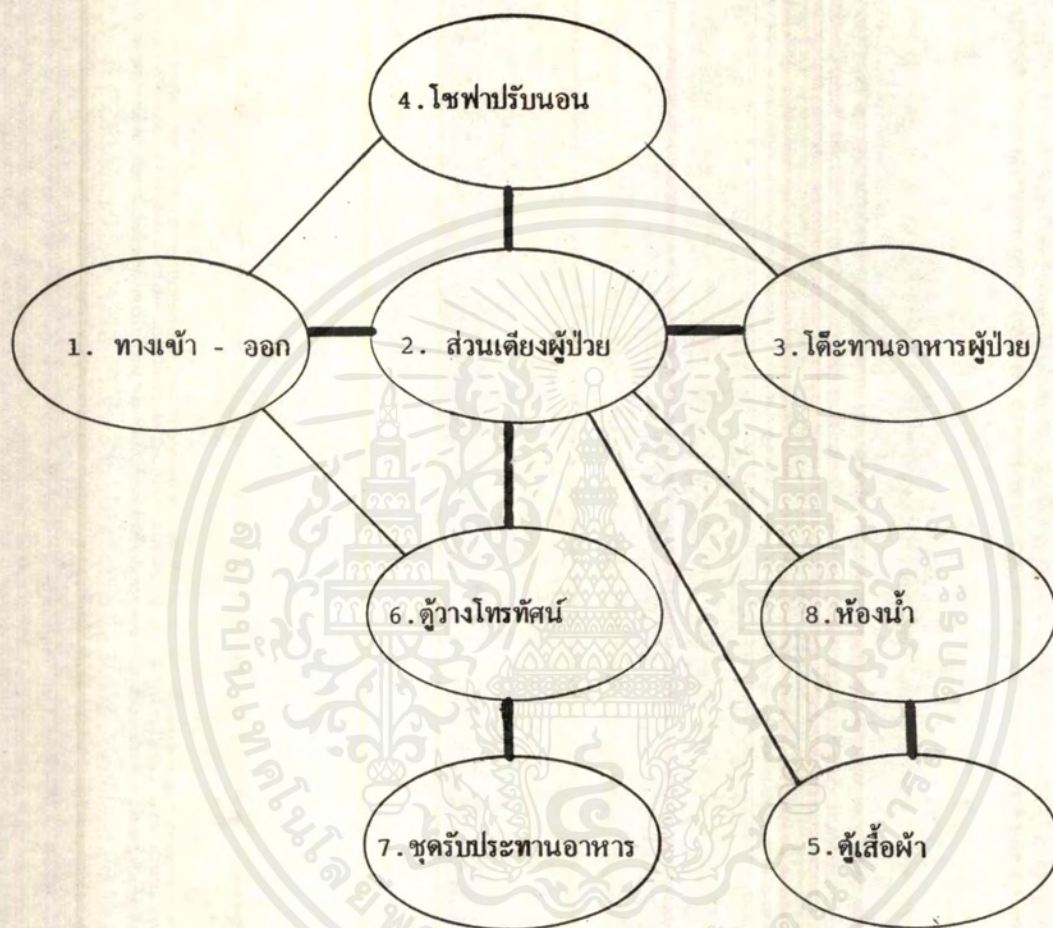 4.โซฟาปรับนอน
1. ทางเข้า - ออก
2. ส่วนเตียงผู้ป่วย
3.โต๊ะทานอาหารผู้ป่วย
6.ตู้วางโทรทัศน์
8.ห้องน้ำ
7.ชุดรับประทานอาหาร
5.ตู้เสื้อผ้า